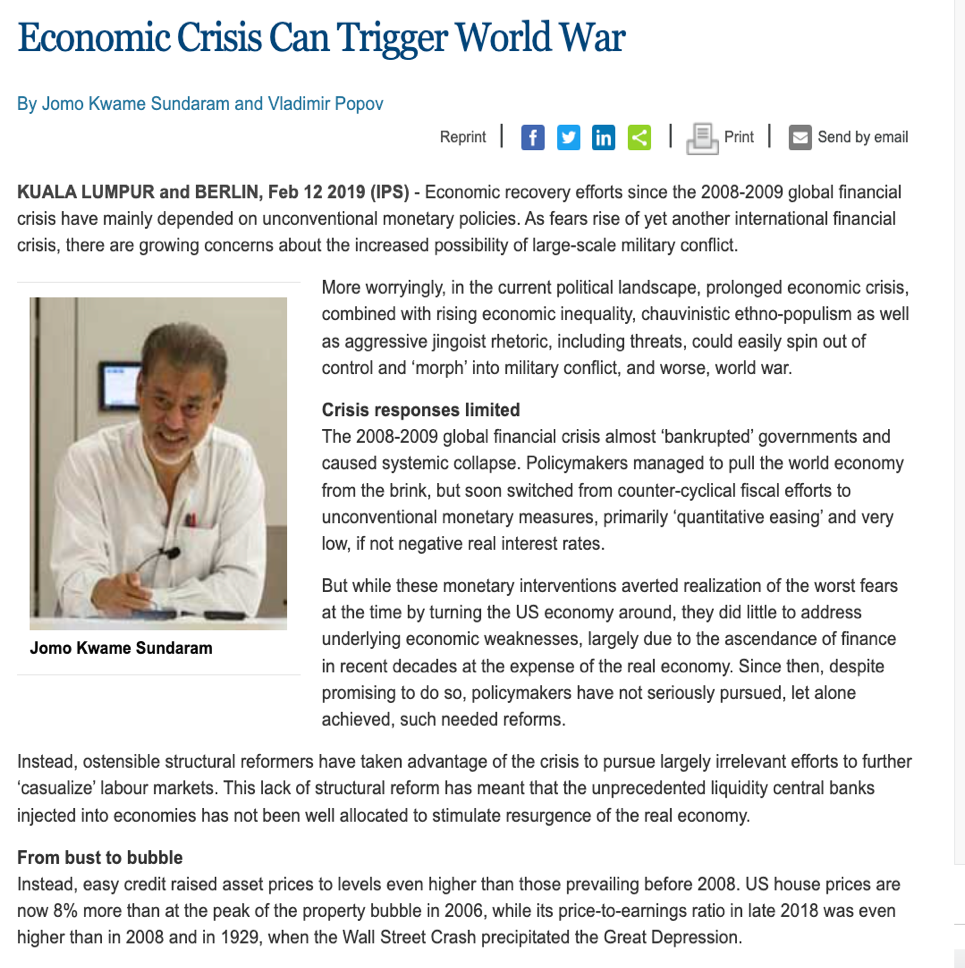 Economic Crisis Can Trigger World War
By Jomo Kwame Sundaram and Vladimir Popov
Reprint | | Print | Send by email
KUALA LUMPUR and BERLIN, Feb 12 2019 (IPS) - Economic recovery efforts since the 2008-2009 global financial
crisis have mainly depended on unconventional monetary policies. As fears rise of yet another international financial
crisis, there are growing concerns about the increased possibility of large-scale military conflict.
More worryingly, in the current political landscape, prolonged economic crisis,
combined with rising economic inequality, chauvinistic ethno-populism as well
as aggressive jingoist rhetoric, including threats, could easily spin out of
control and ‘morph’ into military conflict, and worse, world war.
Jomo Kwame Sundaram
Crisis responses limited
The 2008-2009 global financial crisis almost ‘bankrupted’ governments and
caused systemic collapse. Policymakers managed to pull the world economy
from the brink, but soon switched from counter-cyclical fiscal efforts to
unconventional monetary measures, primarily ‘quantitative easing’ and very
low, if not negative real interest rates.
But while these monetary interventions averted realization of the worst fears
at the time by turning the US economy around, they did little to address
underlying economic weaknesses, largely due to the ascendance of finance
in recent decades at the expense of the real economy. Since then, despite
promising to do so, policymakers have not seriously pursued, let alone
achieved, such needed reforms.
Instead, ostensible structural reformers have taken advantage of the crisis to pursue largely irrelevant efforts to further
‘casualize’ labour markets. This lack of structural reform has meant that the unprecedented liquidity central banks
injected into economies has not been well allocated to stimulate resurgence of the real economy.
From bust to bubble
Instead, easy credit raised asset prices to levels even higher than those prevailing before 2008. US house prices are
now 8% more than at the peak of the property bubble in 2006, while its price-to-earnings ratio in late 2018 was even
higher than in 2008 and in 1929, when the Wall Street Crash precipitated the Great Depression.